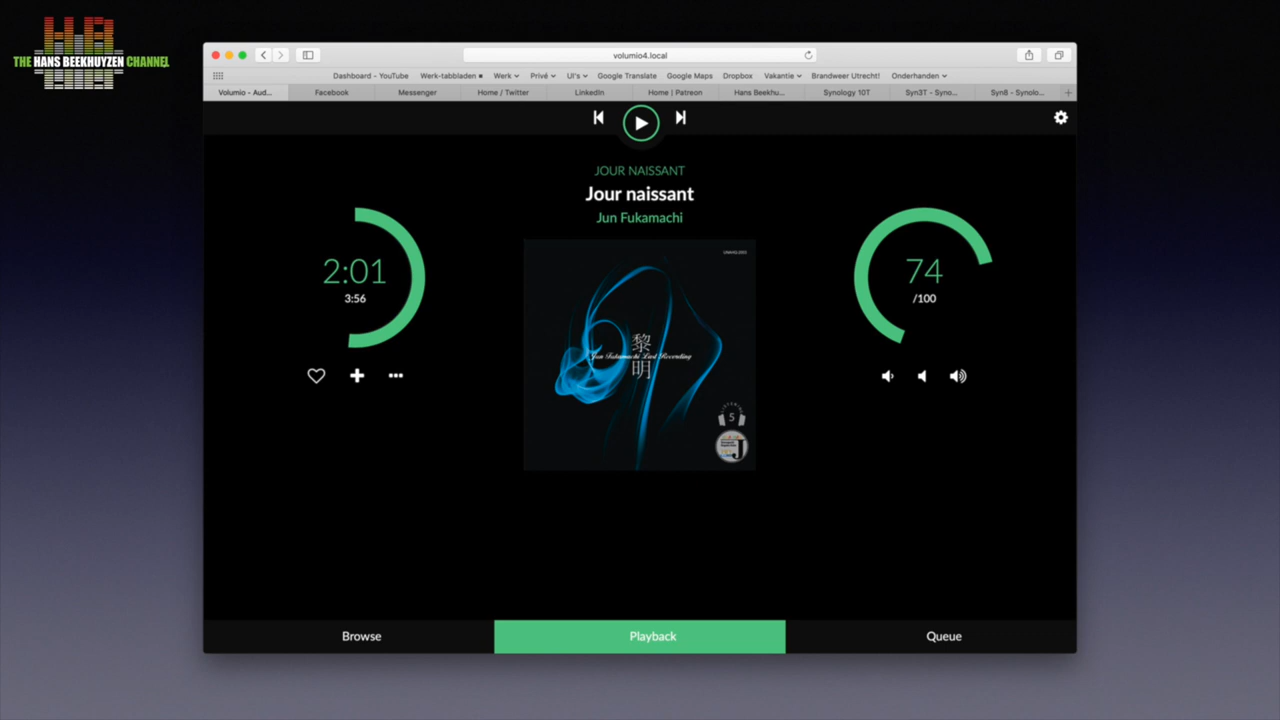 THE HANS BEEKHUYZEN CHANNEL
volumio4.local
Dashboard - YouTube Werk-tabbladen Werk Privé UI's Google Translate Google Maps Dropbox Vakantie Brandweer Utrecht! Onderhanden
Volumio - Aud... Facebook Messenger Home / Twitter LinkedIn Home | Patreon Hans Beekhu... Synology 10T Syn3T - Syno... Syn8 - Synolo...
JOUR NAISSANT
Jour naissant
Jun Fukamachi
2:01
3:56
74
/100
黎
Jun Fukamachi Last Recording
明
5
J
Browse Playback Queue